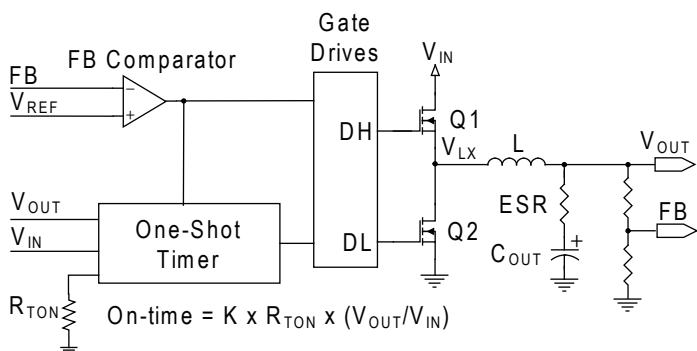 Gate
Drives
FB Comparator
FB
V_REF
V_IN
DH
Q1
V_LX
L
V_OUT
V_OUT
V_IN
One-Shot
Timer
DL
Q2
ESR
C_OUT
+
FB
R_TON
On-time = K x R_TON x (V_OUT/V_IN)